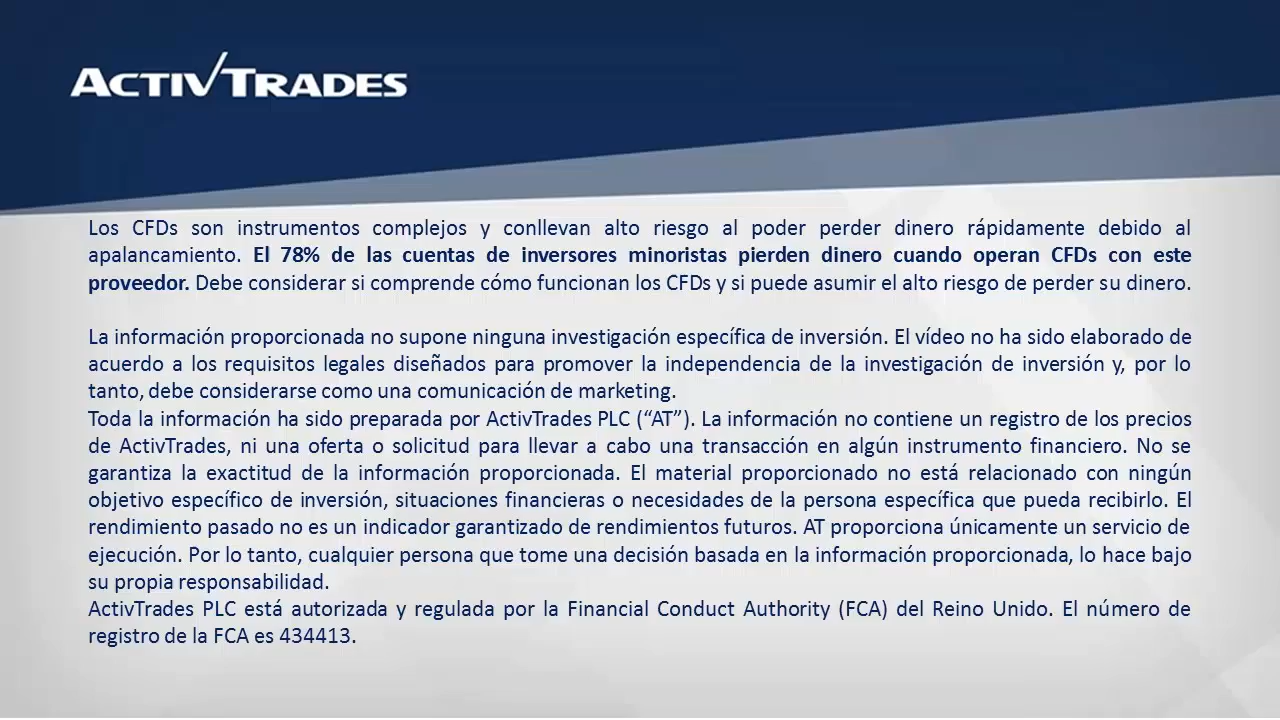 ACTIVTRADES
Los CFDs son instrumentos complejos y conllevan alto riesgo al poder perder dinero rápidamente debido al
apalancamiento. El 78% de las cuentas de inversores minoristas pierden dinero cuando operan CFDs con este
proveedor. Debe considerar si comprende cómo funcionan los CFDs y si puede asumir el alto riesgo de perder su dinero.
La información proporcionada no supone ninguna investigación específica de inversión. El vídeo no ha sido elaborado de
acuerdo a los requisitos legales diseñados para promover la independencia de la investigación de inversión y, por lo
tanto, debe considerarse como una comunicación de marketing.
Toda la información ha sido preparada por ActivTrades PLC (“AT”). La información no contiene un registro de los precios
de ActivTrades, ni una oferta o solicitud para llevar a cabo una transacción en algún instrumento financiero. No se
garantiza la exactitud de la información proporcionada. El material proporcionado no está relacionado con ningún
objetivo específico de inversión, situaciones financieras o necesidades de la persona específica que pueda recibirlo. El
rendimiento pasado no es un indicador garantizado de rendimientos futuros. AT proporciona únicamente un servicio de
ejecución. Por lo tanto, cualquier persona que tome una decisión basada en la información proporcionada, lo hace bajo
su propia responsabilidad.
ActivTrades PLC está autorizada y regulada por la Financial Conduct Authority (FCA) del Reino Unido. El número de
registro de la FCA es 434413.